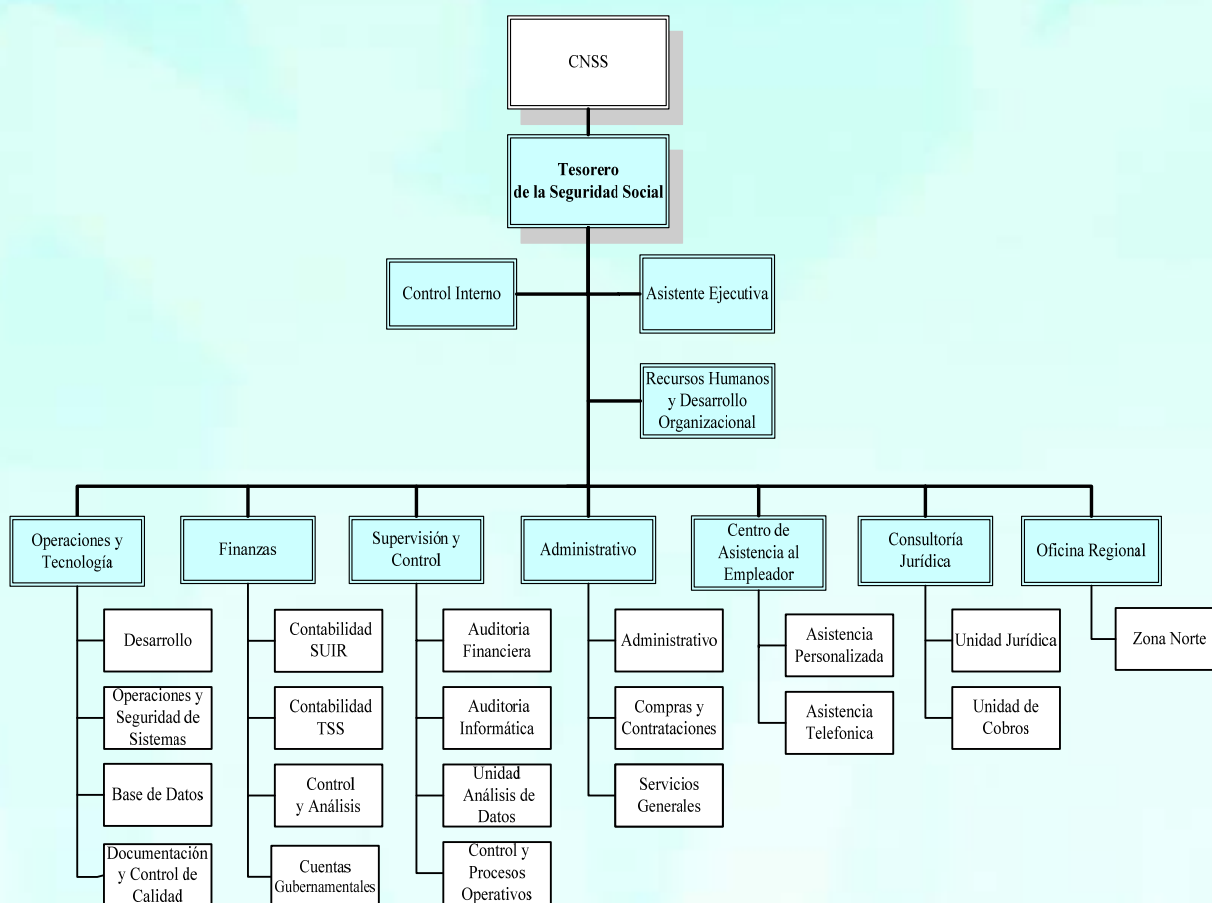 CNSS
Tesorero
de la Seguridad Social
Control Interno
Asistente Ejecutiva
Recursos Humanos
y Desarrollo
Organizacional
Operaciones y
Tecnología
Finanzas
Supervisión y
Control
Administrativo
Centro de
Asistencia al
Empleador
Consultoría
Jurídica
Oficina Regional
Desarrollo
Operaciones y
Seguridad de
Sistemas
Base de Datos
Documentación
y Control de
Calidad
Contabilidad
SUIR
Contabilidad
TSS
Control
y Análisis
Cuentas
Gubernamentales
Auditoria
Financiera
Auditoria
Informática
Unidad
Análisis de
Datos
Control y
Procesos
Operativos
Administrativo
Compras y
Contrataciones
Servicios
Generales
Asistencia
Personalizada
Asistencia
Telefonica
Unidad Jurídica
Unidad de
Cobros
Zona Norte